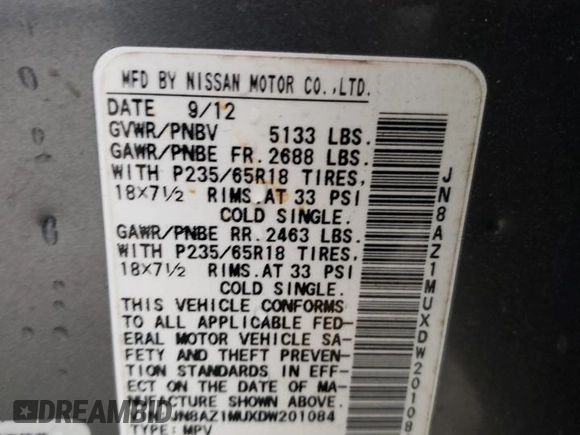 MFD BY NISSAN MOTOR CO.,LTD.
DATE 9/12
GVWR/PNBV 5133 LBS.
GAWR/PNBE FR.2688 LBS.
WITH P235/65R18 TIRES,
18×7½ RIMS.AT 33 PSI
COLD SINGLE.
GAWR/PNBE RR.2463 LBS.
WITH P235/65R18 TIRES,
18×7½ RIMS.AT 33 PSI
COLD SINGLE.
THIS VEHICLE CONFORMS
TO ALL APPLICABLE FED-
ERAL MOTOR VEHICLE SA-
FETY AND THEFT PREVEN-
TION STANDARDS IN EFF-
ECT ON THE DATE OF MA-
JN8AZ1MUXDW201084
TYPE: MPV
JN8AZ1MUXDW20108
DREAMBID